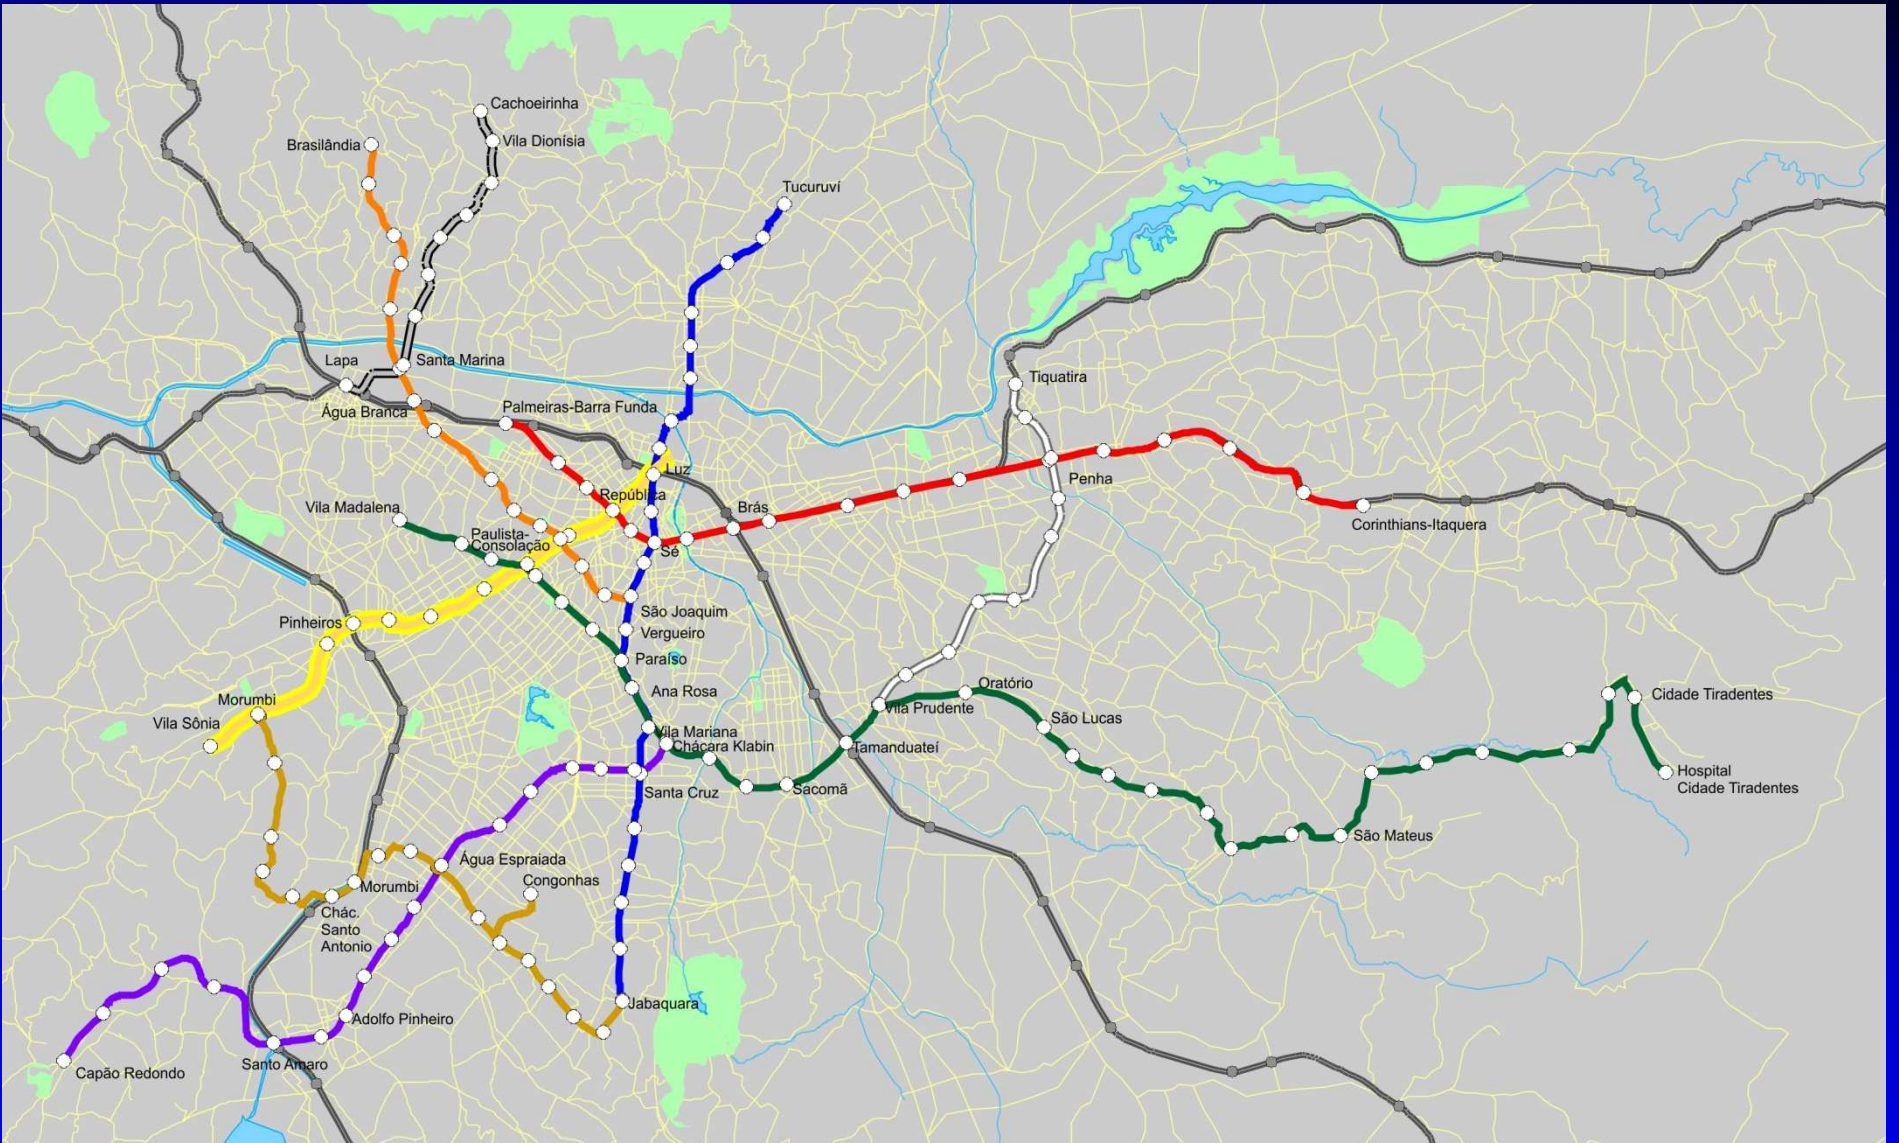 Cachoeirinha
Brasilândia
Vila Dionísia
Tucuruví
Lapa
Santa Marina
Tiquatira
Água Branca
Palmeiras-Barra Funda
Luz
Penha
República
Vila Madalena
Brás
Corinthians-Itaquera
Paulista-
Consolação
Sé
São Joaquim
Pinheiros
Vergueiro
Paraíso
Ana Rosa
Oratório
Morumbi
Cidade Tiradentes
Vila Prudente
Vila Sônia
São Lucas
Vila Mariana
Chácara Klabin
Tamanduateí
Hospital
Cidade Tiradentes
Santa Cruz
Sacomã
São Mateus
Água Espraiada
Congonhas
Morumbi
Chác.
Santo
Antonio
Jabaquara
Adolfo Pinheiro
Santo Amaro
Capão Redondo